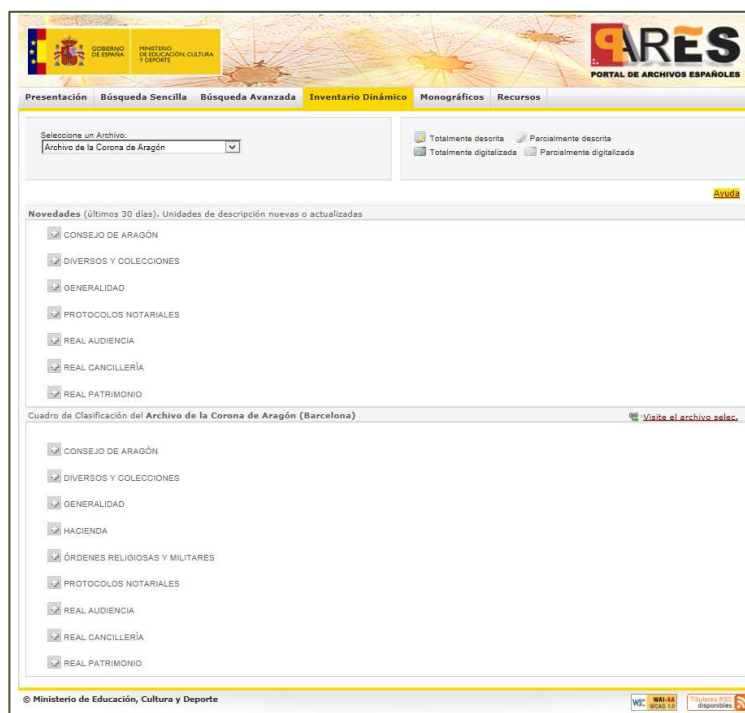 GOBIERNO
DE ESPAÑA
MINISTERIO
DE EDUCACIÓN, CULTURA
Y DEPORTE
PARES
PORTAL DE ARCHIVOS ESPAÑOLES
Presentación Búsqueda Sencilla Búsqueda Avanzada Inventario Dinámico Monográficos Recursos
Seleccione un Archivo:
Archivo de la Corona de Aragón
Totalmente descrita Parcialmente descrita
Totalmente digitalizada Parcialmente digitalizada
Ayuda
Novedades (últimos 30 días). Unidades de descripción nuevas o actualizadas
CONSEJO DE ARAGÓN
DIVERSOS Y COLECCIONES
GENERALIDAD
PROTOCOLOS NOTARIALES
REAL AUDIENCIA
REAL CANCILLERÍA
REAL PATRIMONIO
Cuadro de Clasificación del Archivo de la Corona de Aragón (Barcelona) Visite el archivo selec.
CONSEJO DE ARAGÓN
DIVERSOS Y COLECCIONES
GENERALIDAD
HACIENDA
ÓRDENES RELIGIOSAS Y MILITARES
PROTOCOLOS NOTARIALES
REAL AUDIENCIA
REAL CANCILLERÍA
REAL PATRIMONIO
© Ministerio de Educación, Cultura y Deporte
W3C WAI-AA
WCAG 1.0
Titulares RSS
disponibles